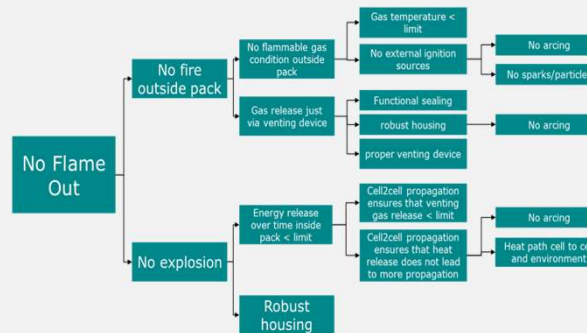 No Flame
Out
No fire
outside pack
No explosion
No flammable gas
condition outside
pack
Gas release just
via venting device
Energy release
over time inside
pack < limit
Robust
housing
Gas temperature <
limit
No external ignition
sources
Functional sealing
robust housing
proper venting device
Cell2cell propagation
ensures that venting
gas release < limit
Cell2cell propagation
ensures that heat
release does not lead
to more propagation
No arcing
No sparks/particle
No arcing
No arcing
Heat path cell to
and environment